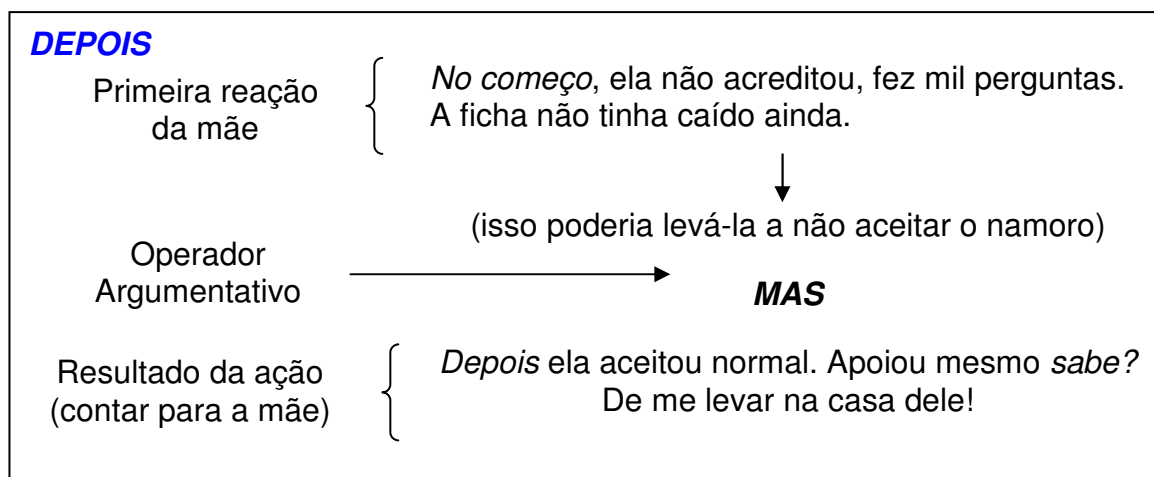 DEPOIS
Primeira reação
da mãe
No começo, ela não acreditou, fez mil perguntas.
A ficha não tinha caído ainda.
(isso poderia levá-la a não aceitar o namoro)
Operador
Argumentativo
MAS
Resultado da ação
(contar para a mãe)
Depois ela aceitou normal. Apoiou mesmo sabe?
De me levar na casa dele!